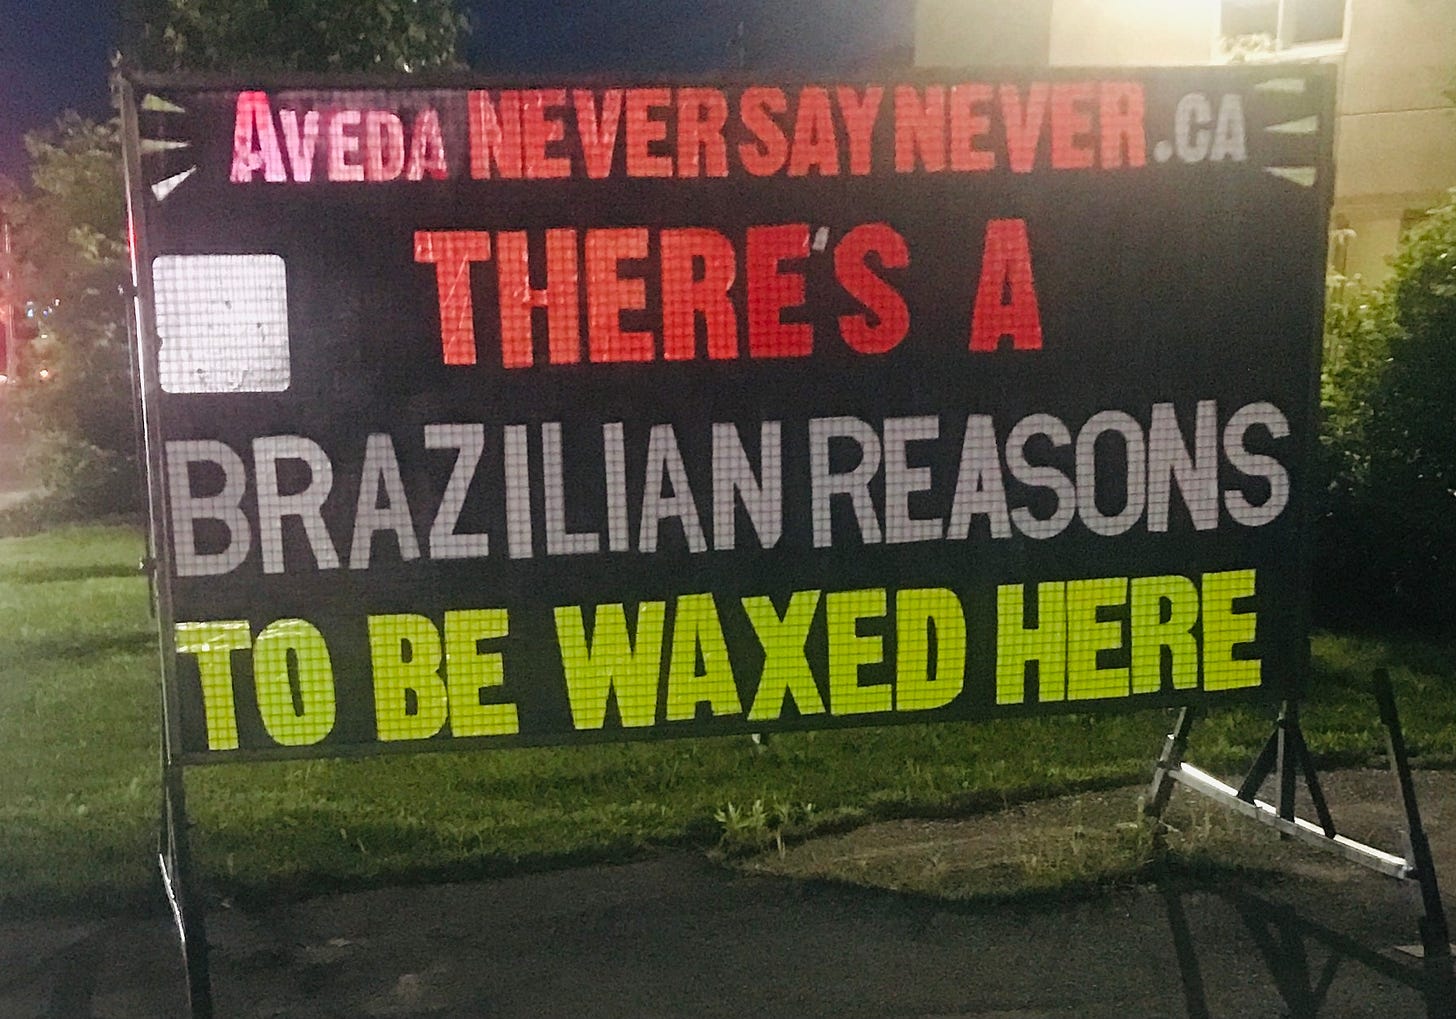 AVEDA NEVERSAYNEVER.CA
THERE'S A
BRAZILIAN REASONS
TO BE WAXED HERE